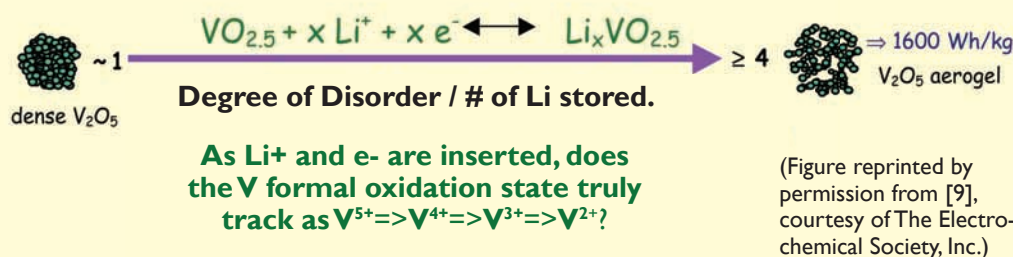 VO2.5 + x Li+ + x e- ↔ LixVO2.5
~1
≥ 4
⇒ 1600 Wh/kg
V2O5 aerogel
dense V2O5
Degree of Disorder / # of Li stored.
As Li+ and e- are inserted, does
the V formal oxidation state truly
track as V5+=>V4+=>V3+=>V2+?
(Figure reprinted by
permission from [9],
courtesy of The Electro-
chemical Society, Inc.)